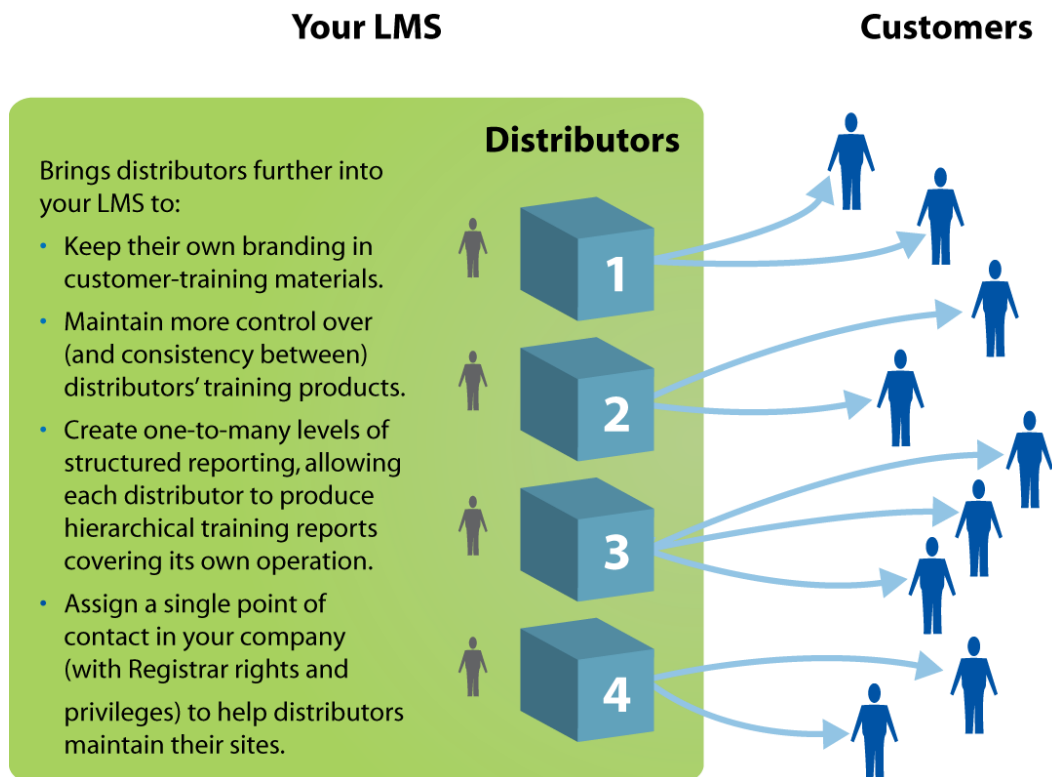 Your LMS
Customers
Distributors
Brings distributors further into
your LMS to:
• Keep their own branding in
customer-training materials.
• Maintain more control over
(and consistency between)
distributors’ training products.
• Create one-to-many levels of
structured reporting, allowing
each distributor to produce
hierarchical training reports
covering its own operation.
• Assign a single point of
contact in your company
(with Registrar rights and
privileges) to help distributors
maintain their sites.
1
2
3
4